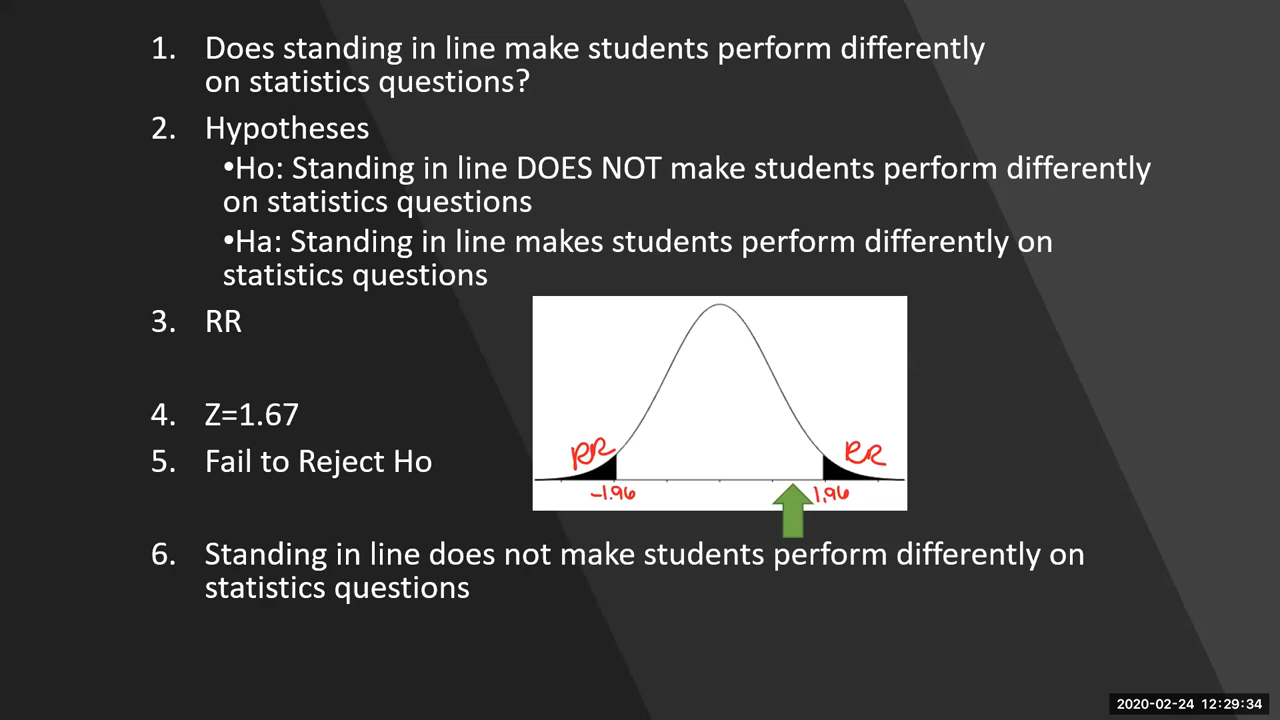 1. Does standing in line make students perform differently
on statistics questions?
2. Hypotheses
•Ho: Standing in line DOES NOT make students perform differently
on statistics questions
•Ha: Standing in line makes students perform differently on
statistics questions
3. RR
4. Z=1.67
5. Fail to Reject Ho
RR
RR
-1.96
1.96
6. Standing in line does not make students perform differently on
statistics questions
2020-02-24 12:29:34